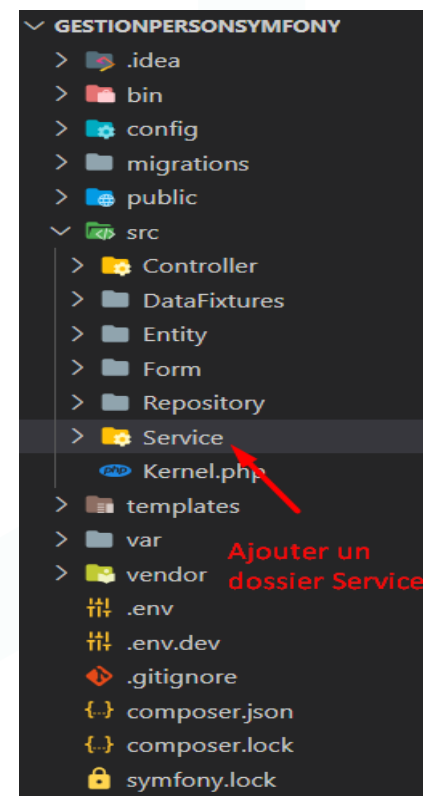 GESTIONPERSONSYMFONY
.idea
bin
config
migrations
public
src
Controller
DataFixtures
Entity
Form
Repository
Service
php Kernel.php
templates
var
Ajouter un
vendor dossier Service
.env
.env.dev
.gitignore
{..} composer.json
{..} composer.lock
symfony.lock